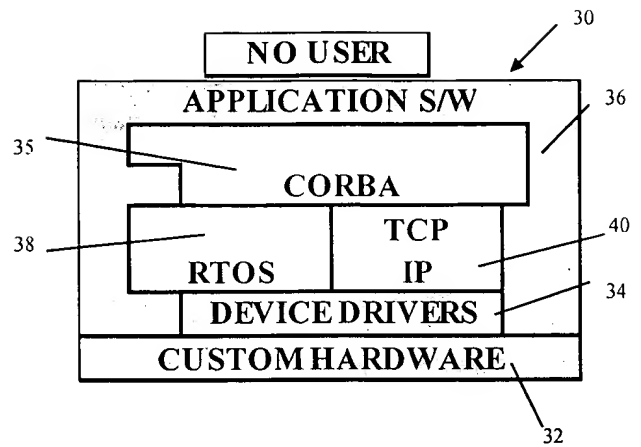 NO USER
30
APPLICATION S/W
36
35
CORBA
38
TCP
40
RTOS
IP
34
DEVICE DRIVERS
CUSTOM HARDWARE
32